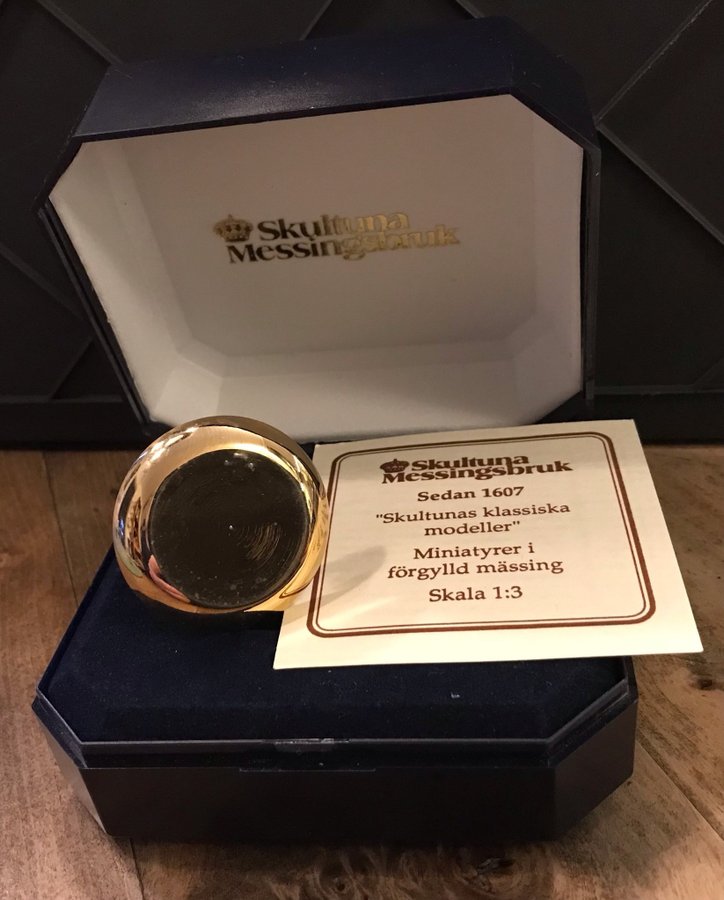 Skultuna
Messingsbruk
Skultuna
Messingsbruk
Sedan 1607
"Skultunas klassiska
modeller"
Miniatyrer i
förgylld mässing
Skala 1:3